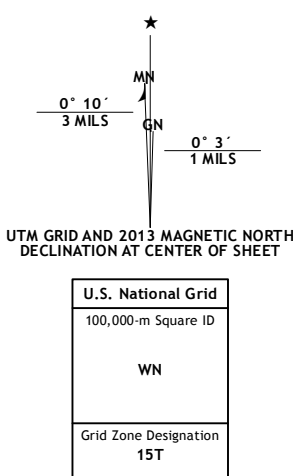 ★
MN
GN
0° 10´
3 MILS
0° 3´
1 MILS
UTM GRID AND 2013 MAGNETIC NORTH
DECLINATION AT CENTER OF SHEET
U.S. National Grid
100,000-m Square ID
WN
Grid Zone Designation
15T